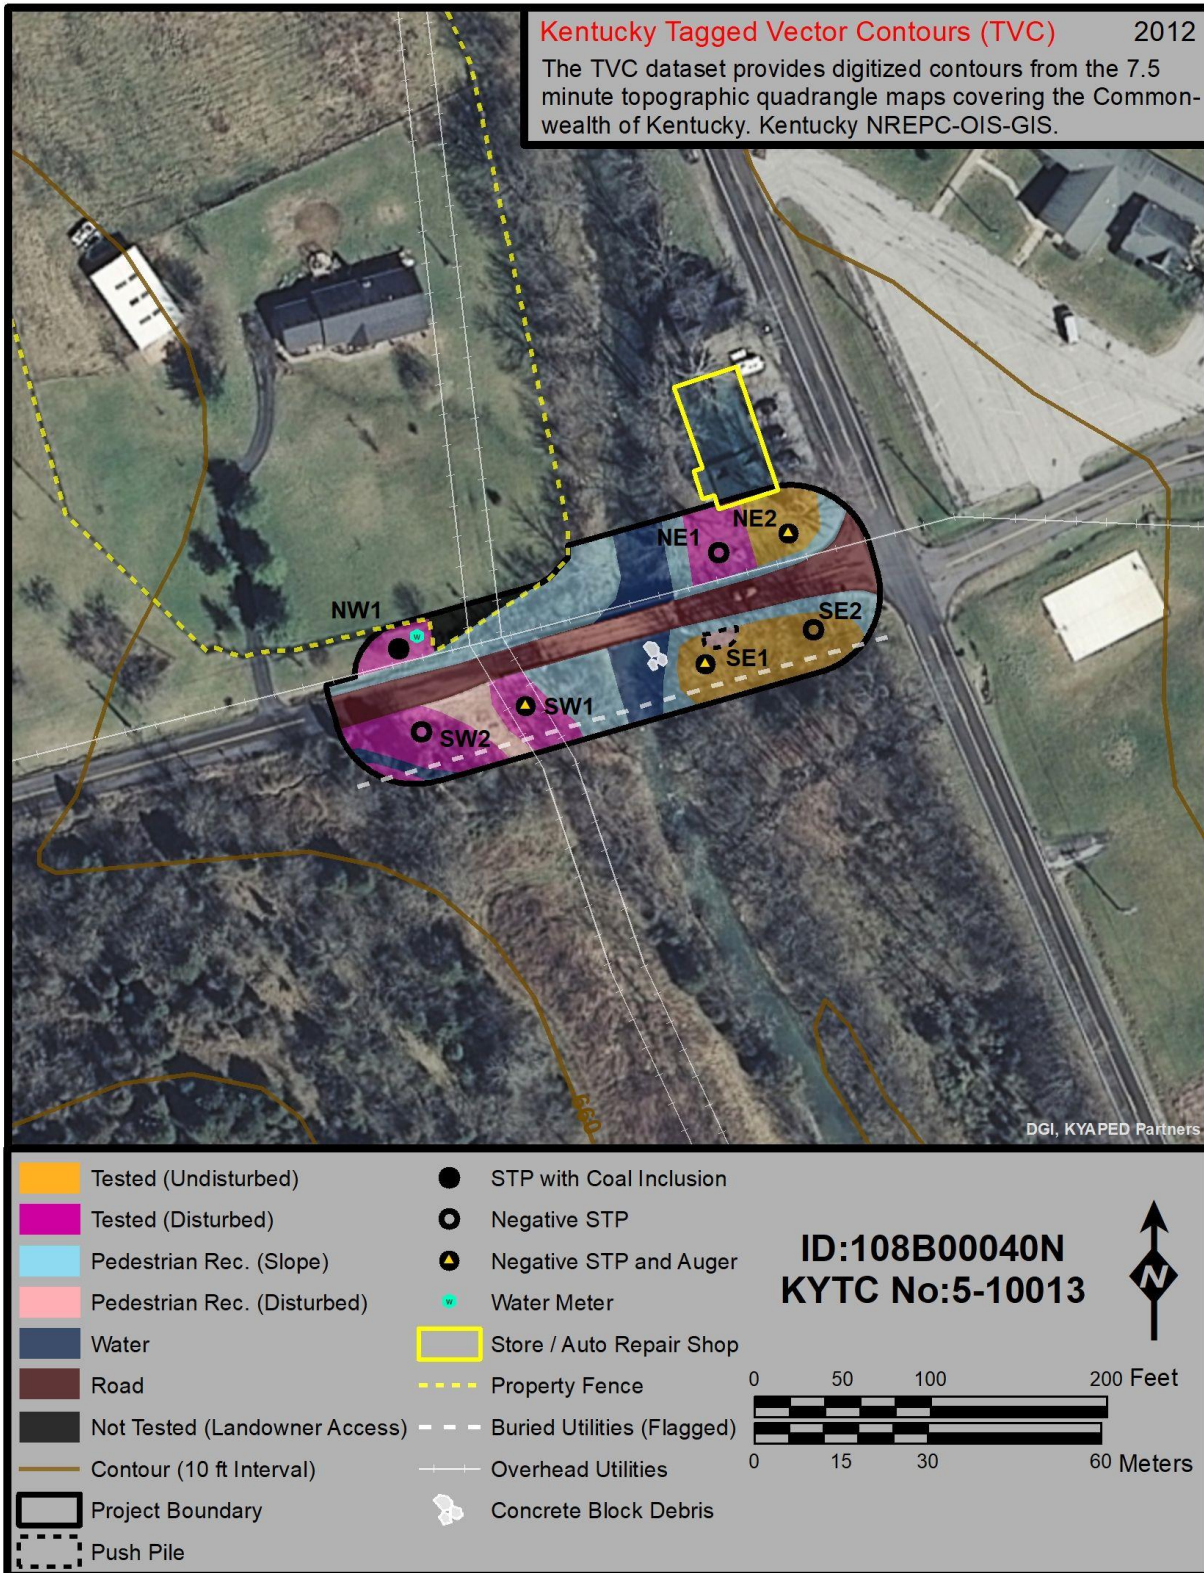 Kentucky Tagged Vector Contours (TVC) 2012
The TVC dataset provides digitized contours from the 7.5
minute topographic quadrangle maps covering the Common-
wealth of Kentucky. Kentucky NREPC-OIS-GIS.
NE1
NE2
NW1
W
SE2
SE1
SW1
SW2
660
DGI, KYAPED Partners
Tested (Undisturbed)
Tested (Disturbed)
Pedestrian Rec. (Slope)
Pedestrian Rec. (Disturbed)
Water
Road
Not Tested (Landowner Access)
Contour (10 ft Interval)
Project Boundary
Push Pile
STP with Coal Inclusion
Negative STP
Negative STP and Auger
W
Water Meter
Store / Auto Repair Shop
Property Fence
Buried Utilities (Flagged)
Overhead Utilities
Concrete Block Debris
ID:108B00040N
KYTC No:5-10013
N
0 50 100 200 Feet
0 15 30 60 Meters